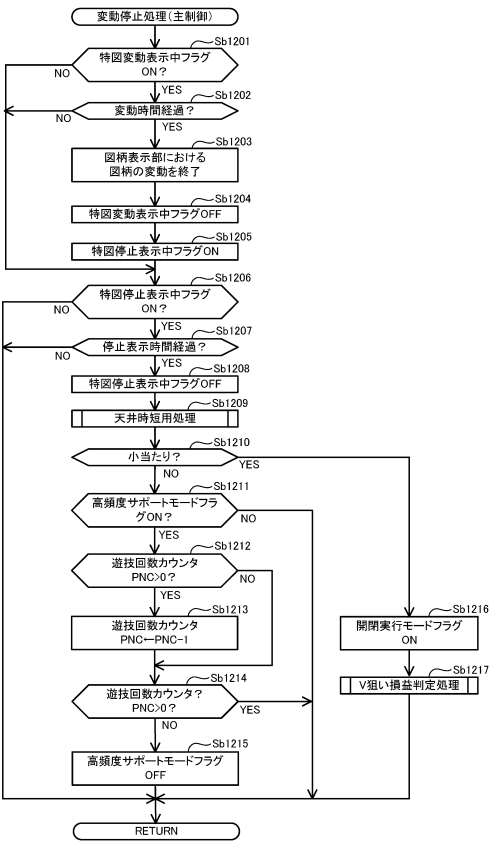 変動停止処理（主制御）
Sb1201
特図変動表示中フラグ
ON？
NO
YES
Sb1202
変動時間経過？
NO
YES
Sb1203
図柄表示部における
図柄の変動を終了
Sb1204
特図変動表示中フラグOFF
Sb1205
特図停止表示中フラグON
Sb1206
特図停止表示中フラグ
ON？
NO
YES
Sb1207
停止表示時間経過？
NO
YES
Sb1208
特図停止表示中フラグOFF
Sb1209
天井時短用処理
Sb1210
小当たり？
YES
NO
Sb1211
高頻度サポートモードフラ
グON？
NO
YES
Sb1212
遊技回数カウンタ
PNC>0？
NO
YES
Sb1213
遊技回数カウンタ
PNC←PNC-1
Sb1214
遊技回数カウンタ？
PNC>0？
YES
NO
Sb1215
高頻度サポートモードフラグ
OFF
Sb1216
開閉実行モードフラグ
ON
Sb1217
V狙い損益判定処理
RETURN